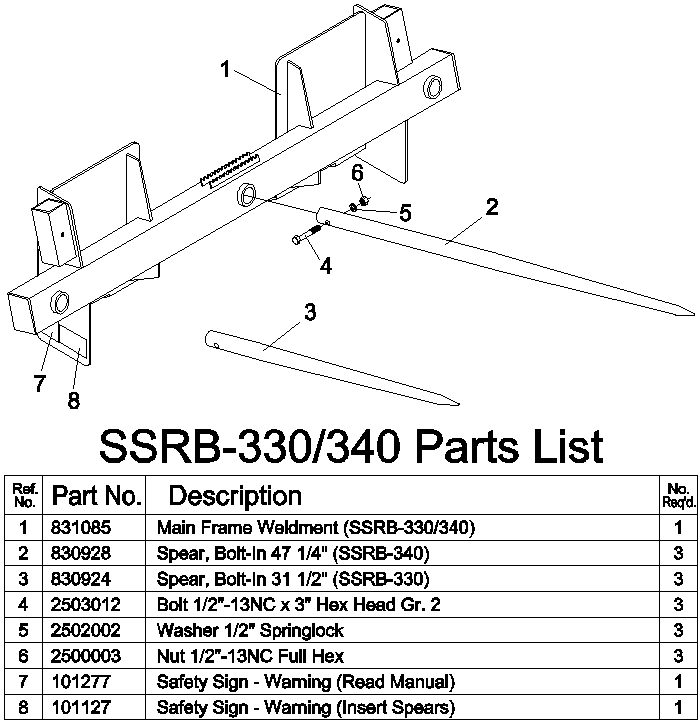 1
6
5
2
4
3
7
8
SSRB-330/340 Parts List
Ref. No. Part No. Description No. Req'd.
1 831085 Main Frame Weldment (SSRB-330/340) 1
2 830928 Spear, Bolt-In 47 1/4" (SSRB-340) 3
3 830924 Spear, Bolt-In 31 1/2" (SSRB-330) 3
4 2503012 Bolt 1/2"-13NC x 3" Hex Head Gr. 2 3
5 2502002 Washer 1/2" Springlock 3
6 2500003 Nut 1/2"-13NC Full Hex 3
7 101277 Safety Sign - Warning (Read Manual) 1
8 101127 Safety Sign - Warning (Insert Spears) 1